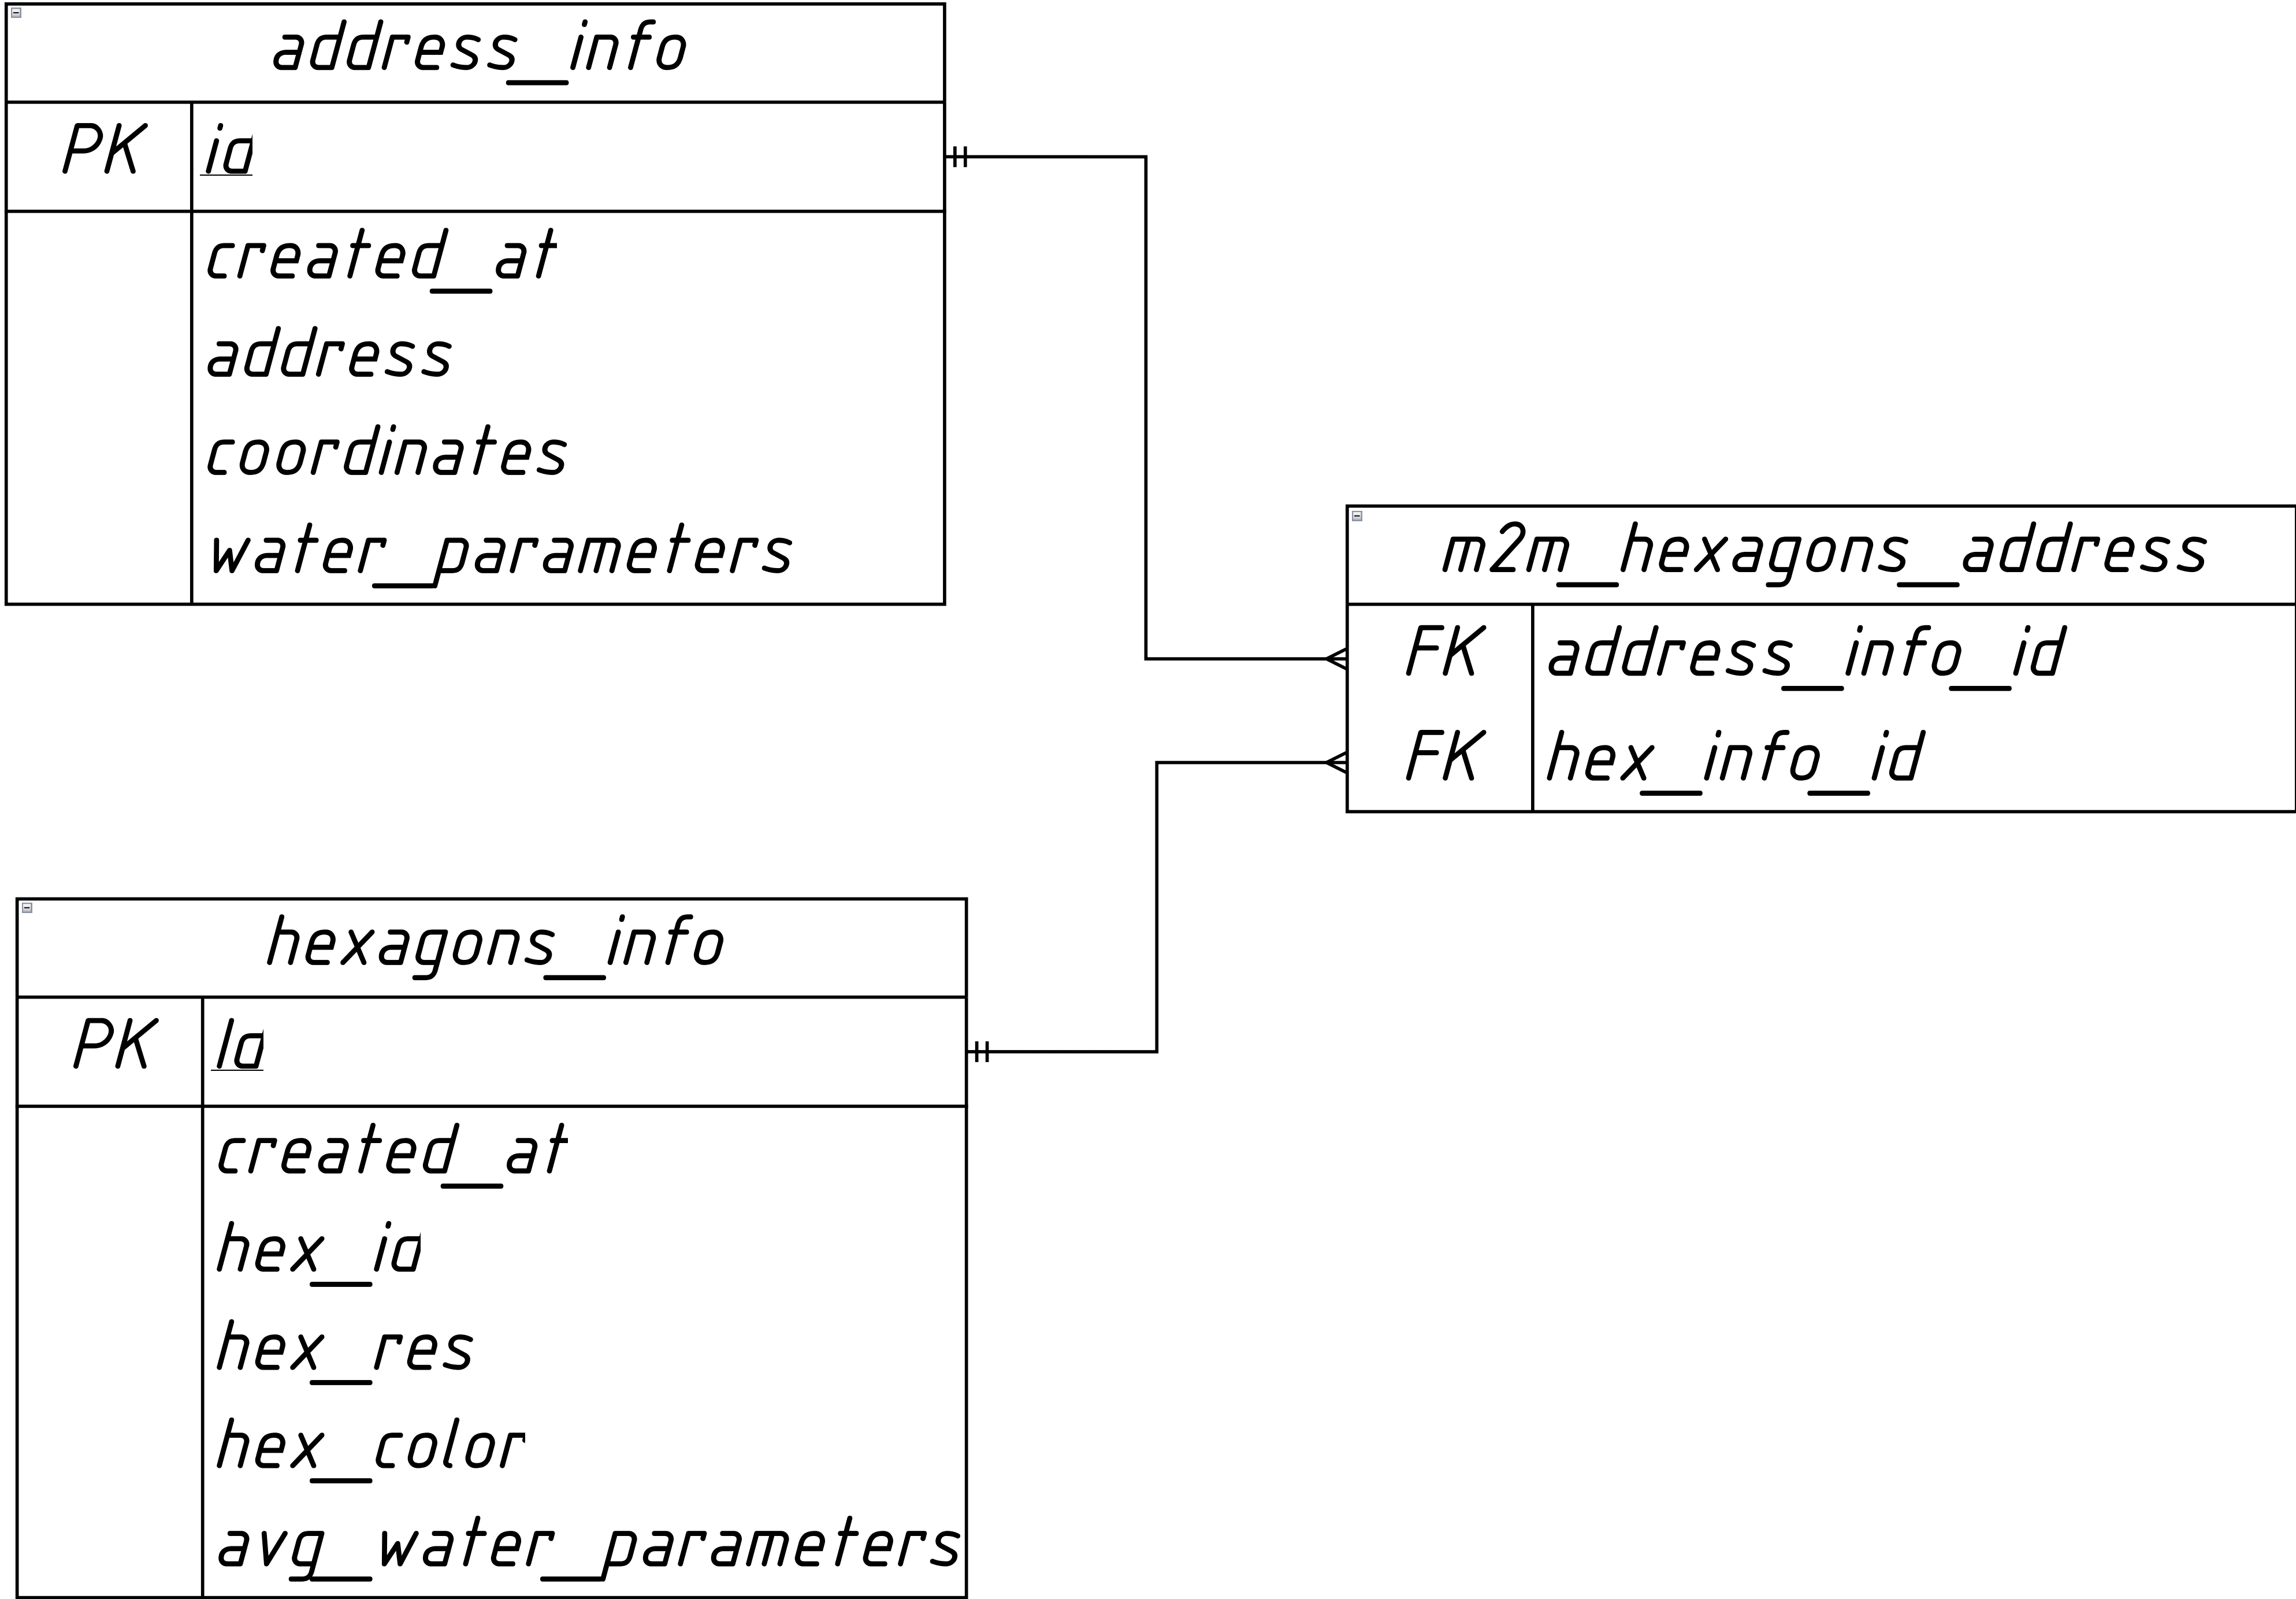 address_info
PK id
created_at
address
coordinates
water_parameters
m2m_hexagons_address
FK address_info_id
FK hex_info_id
hexagons_info
PK Id
created_at
hex_id
hex_res
hex_color
avg_water_parameters